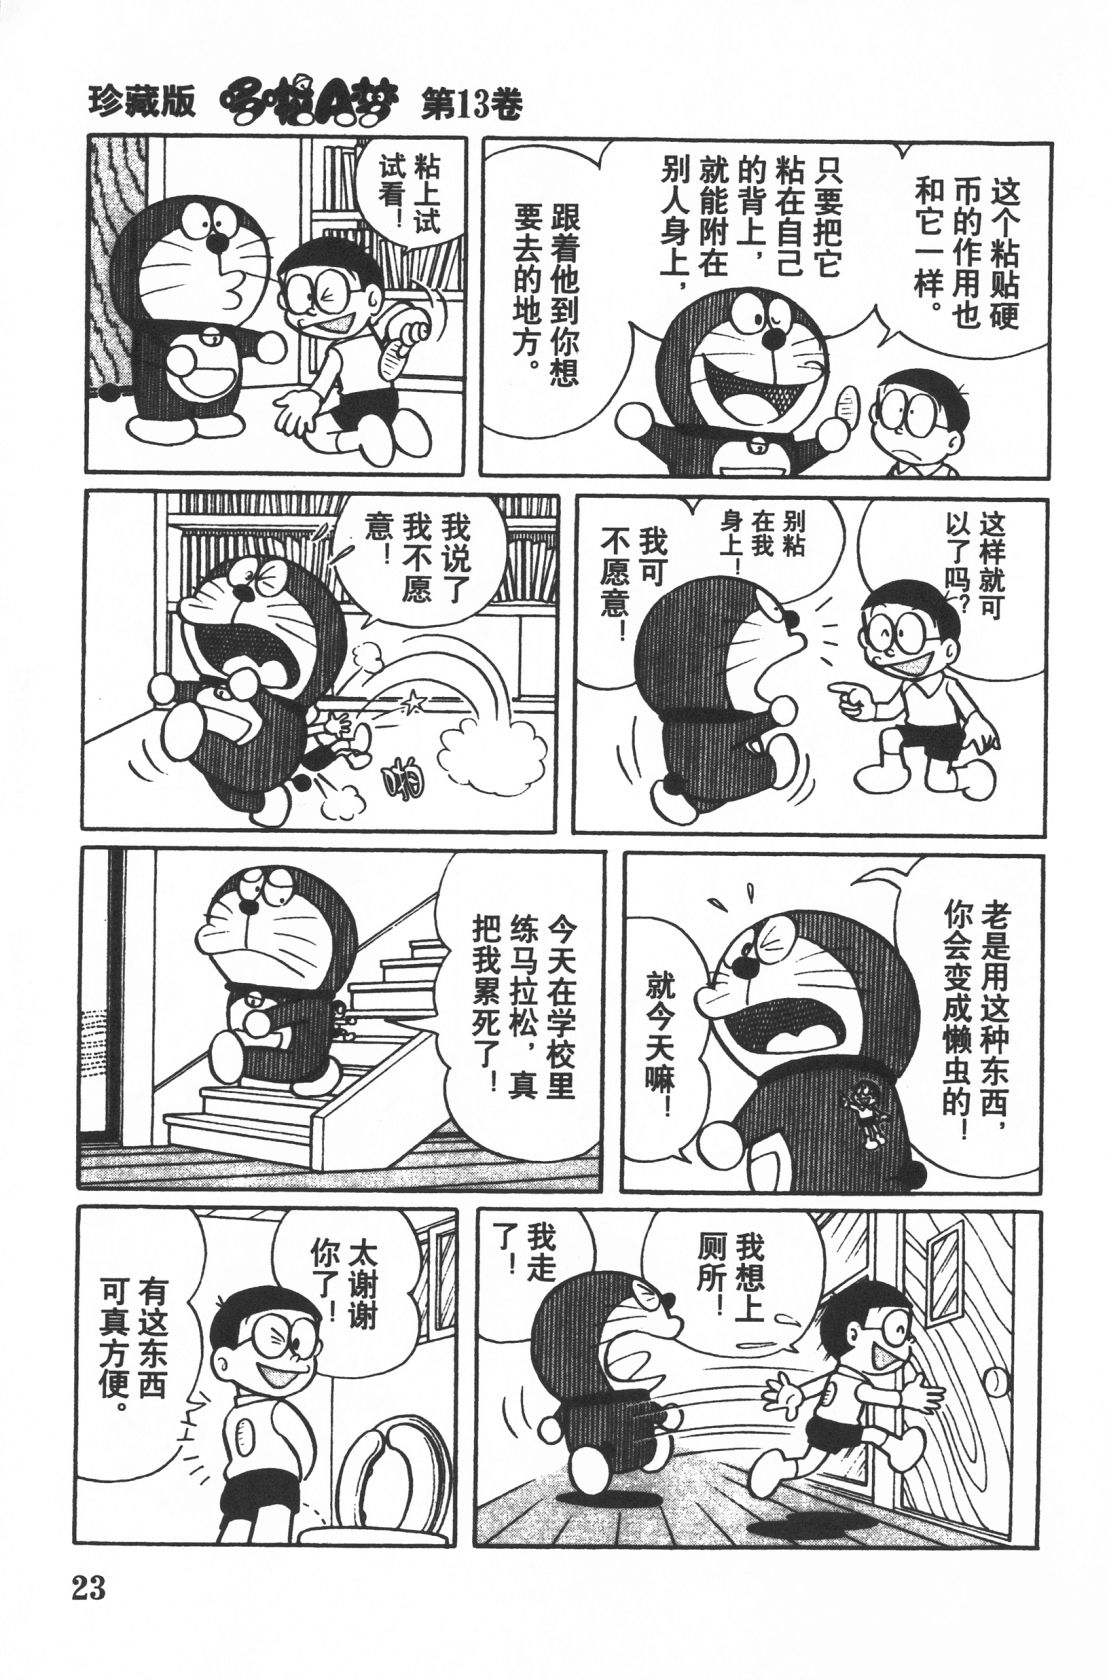 珍藏版 哆啦A梦 第13卷
这个粘贴硬
币的作用也
和它一样。
只要把它
粘在自己
的背上，
就能附在
别人身上，
跟着他到你想
要去的地方。
粘上试
试看！
这样就可
以了吗？
别粘
在我
身上！
我可
不愿意！
我说了
我不愿
意！
啪
老是用这种东西，
你会变成懒虫的！
就今天嘛！
今天在学校里
练马拉松，真
把我累死了！
我想上
厕所！
我走
了！
太谢谢
你了！
有这东西
可真方便。
23